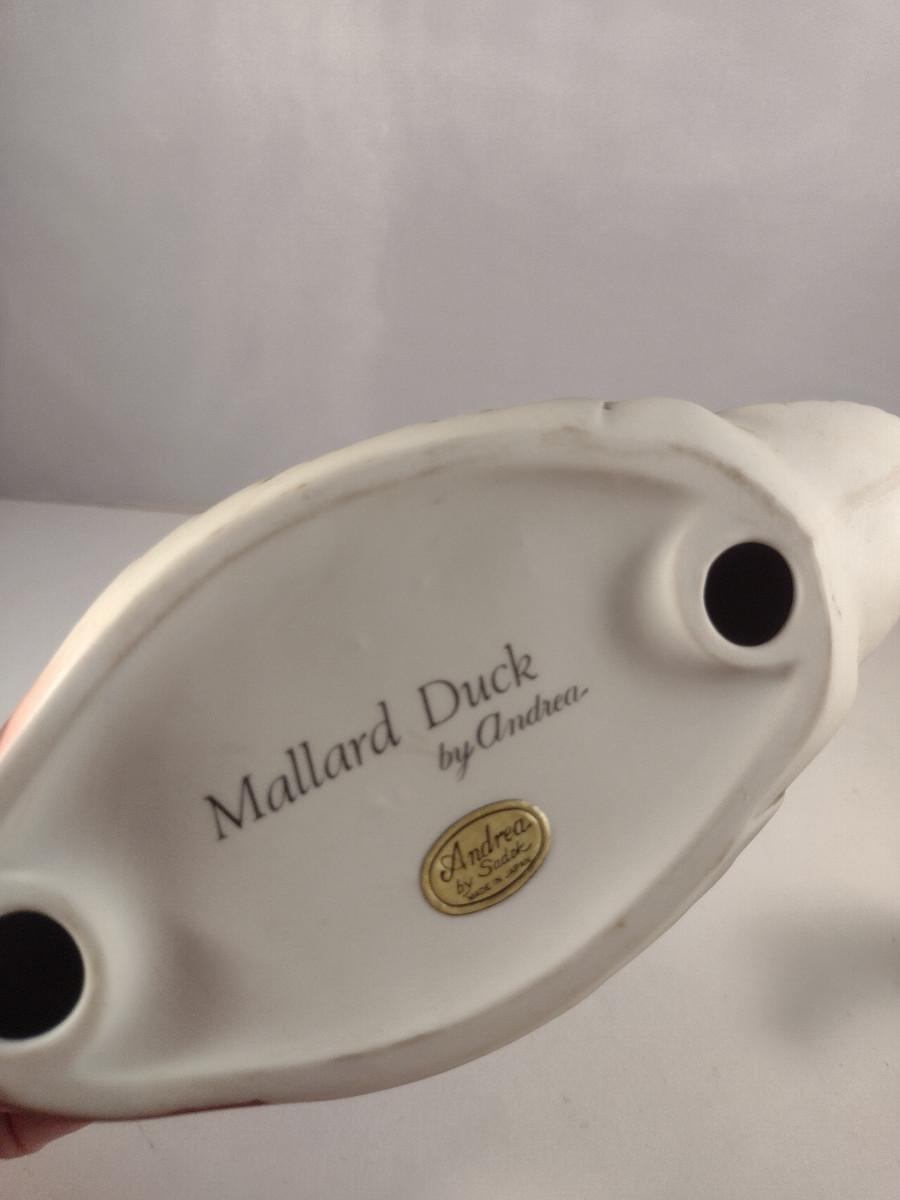 Mallard Duck
by Andrea
Andrea
by Sadek
MADE IN JAPAN